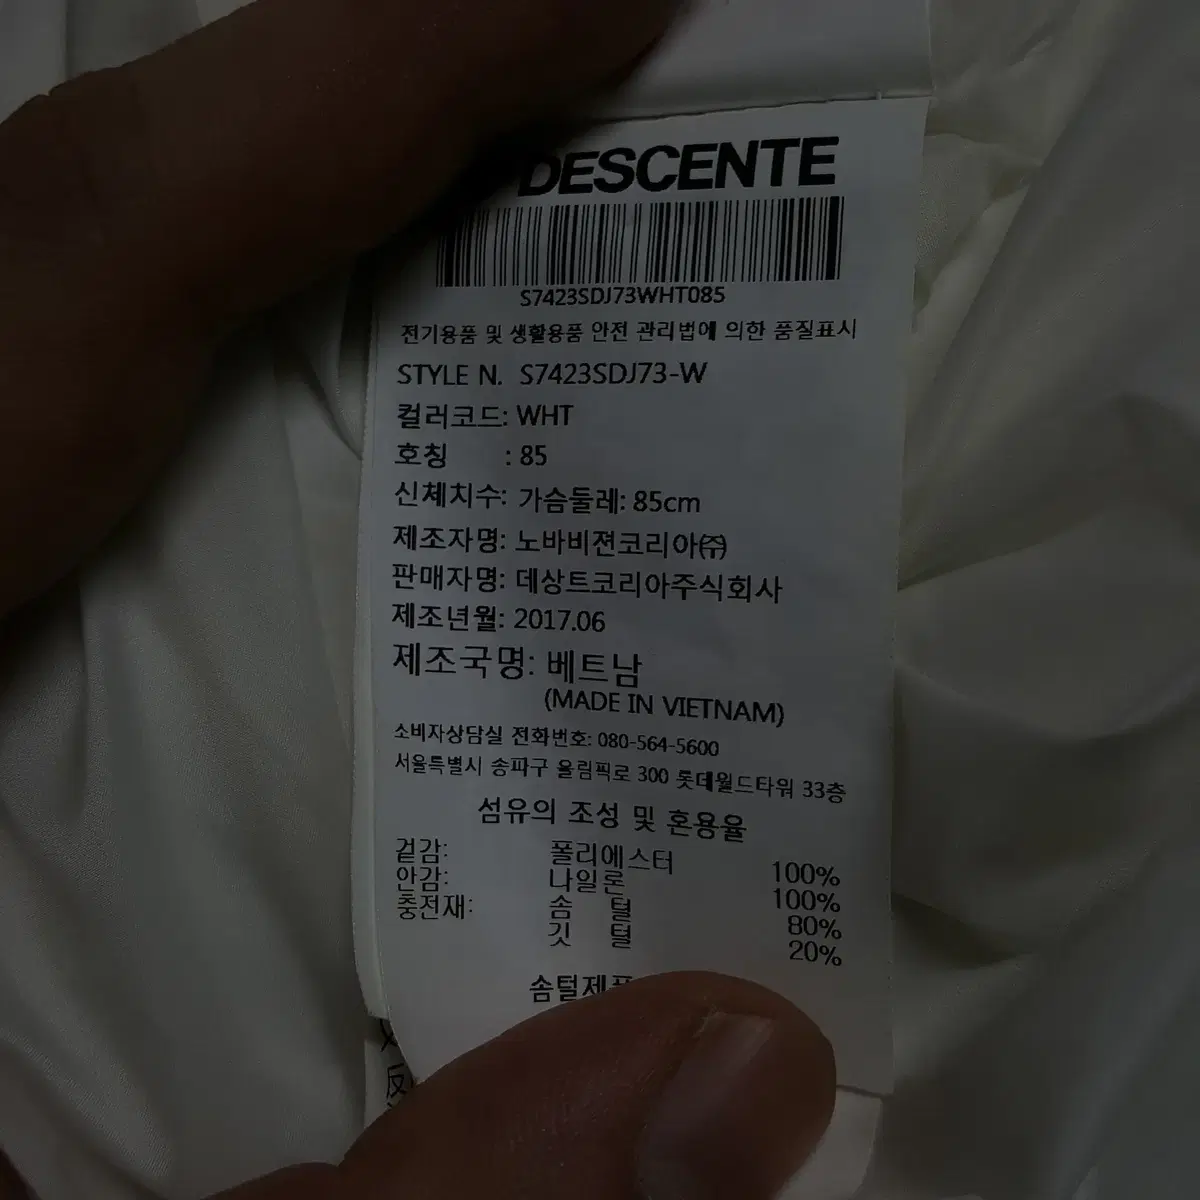 DESCENTE
S7423SDJ73WHT085
전기용품 및 생활용품 안전 관리법에 의한 품질표시
STYLE N. S7423SDJ73-W
컬러코드: WHT
호칭 : 85
신체치수: 가슴둘레: 85cm
제조자명: 노바비젼코리아㈜
판매자명: 데상트코리아주식회사
제조년월: 2017.06
제조국명: 베트남
(MADE IN VIETNAM)
소비자상담실 전화번호: 080-564-5600
서울특별시 송파구 올림픽로 300 롯데월드타워 33층
섬유의 조성 및 혼용율
겉감: 폴리에스터 100%
안감: 나일론 100%
충전재: 솜 털 80%
깃 털 20%
솜털제품